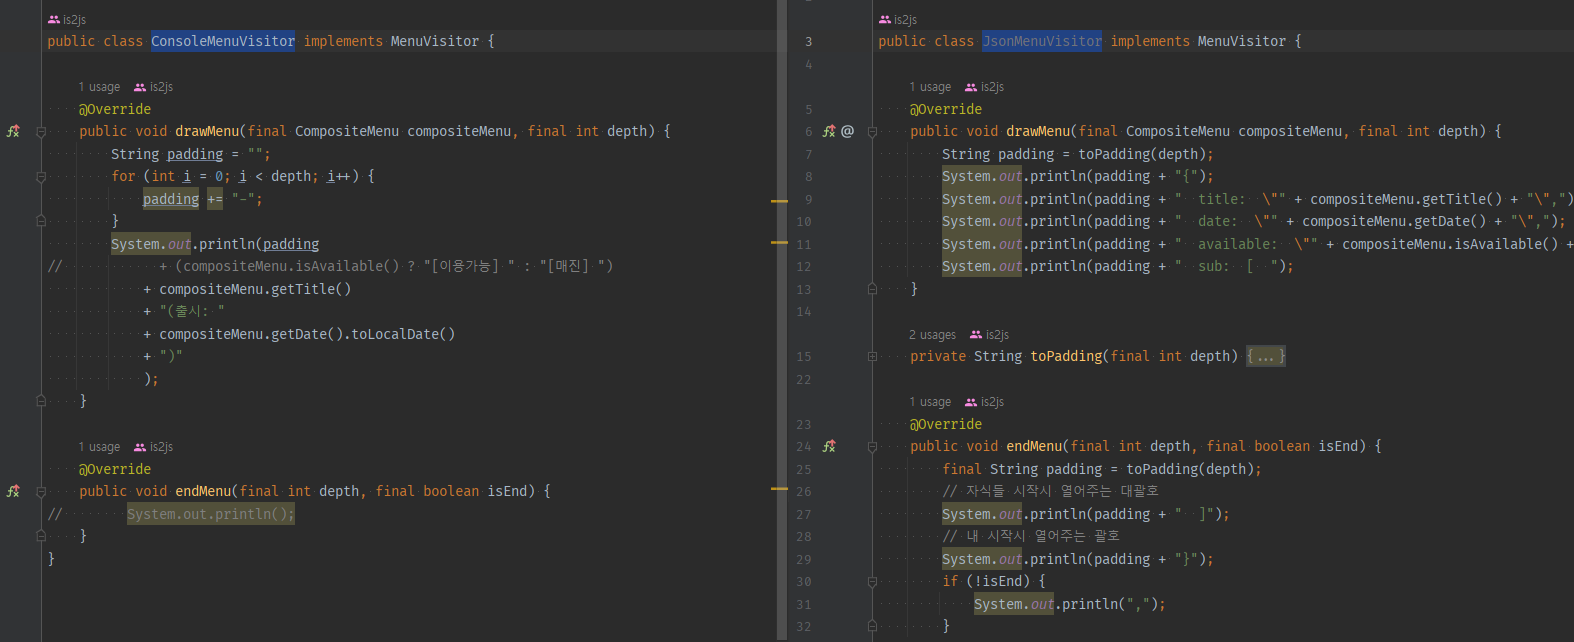 is2js
public class ConsoleMenuVisitor implements MenuVisitor {
1 usage is2js
@Override
public void drawMenu(final CompositeMenu compositeMenu, final int depth) {
String padding = "";
for (int i = 0; i < depth; i++) {
padding += "-";
}
System.out.println(padding
// + (compositeMenu.isAvailable() ? "[이용가능] " : "[매진] ")
+ compositeMenu.getTitle()
+ "(출시: "
+ compositeMenu.getDate().toLocalDate()
+ ")"
);
}
1 usage is2js
@Override
public void endMenu(final int depth, final boolean isEnd) {
// System.out.println();
}
}
is2js
3 public class JsonMenuVisitor implements MenuVisitor {
4
1 usage is2js
5 @Override
6 @ public void drawMenu(final CompositeMenu compositeMenu, final int depth) {
7 String padding = toPadding(depth);
8 System.out.println(padding + "{");
9 System.out.println(padding + "  title:  \"" + compositeMenu.getTitle() + "\",")
10 System.out.println(padding + "  date:  \"" + compositeMenu.getDate() + "\",");
11 System.out.println(padding + "  available:  \"" + compositeMenu.isAvailable() +
12 System.out.println(padding + "  sub:  [  ");
13 }
14
2 usages is2js
15 private String toPadding(final int depth) {...}
22
1 usage is2js
23 @Override
24 public void endMenu(final int depth, final boolean isEnd) {
25 final String padding = toPadding(depth);
26 // 자식들 시작시 열어주는 대괄호
27 System.out.println(padding + "  ]");
28 // 내 시작시 열어주는 괄호
29 System.out.println(padding + "}");
30 if (!isEnd) {
31 System.out.println(",");
32 }